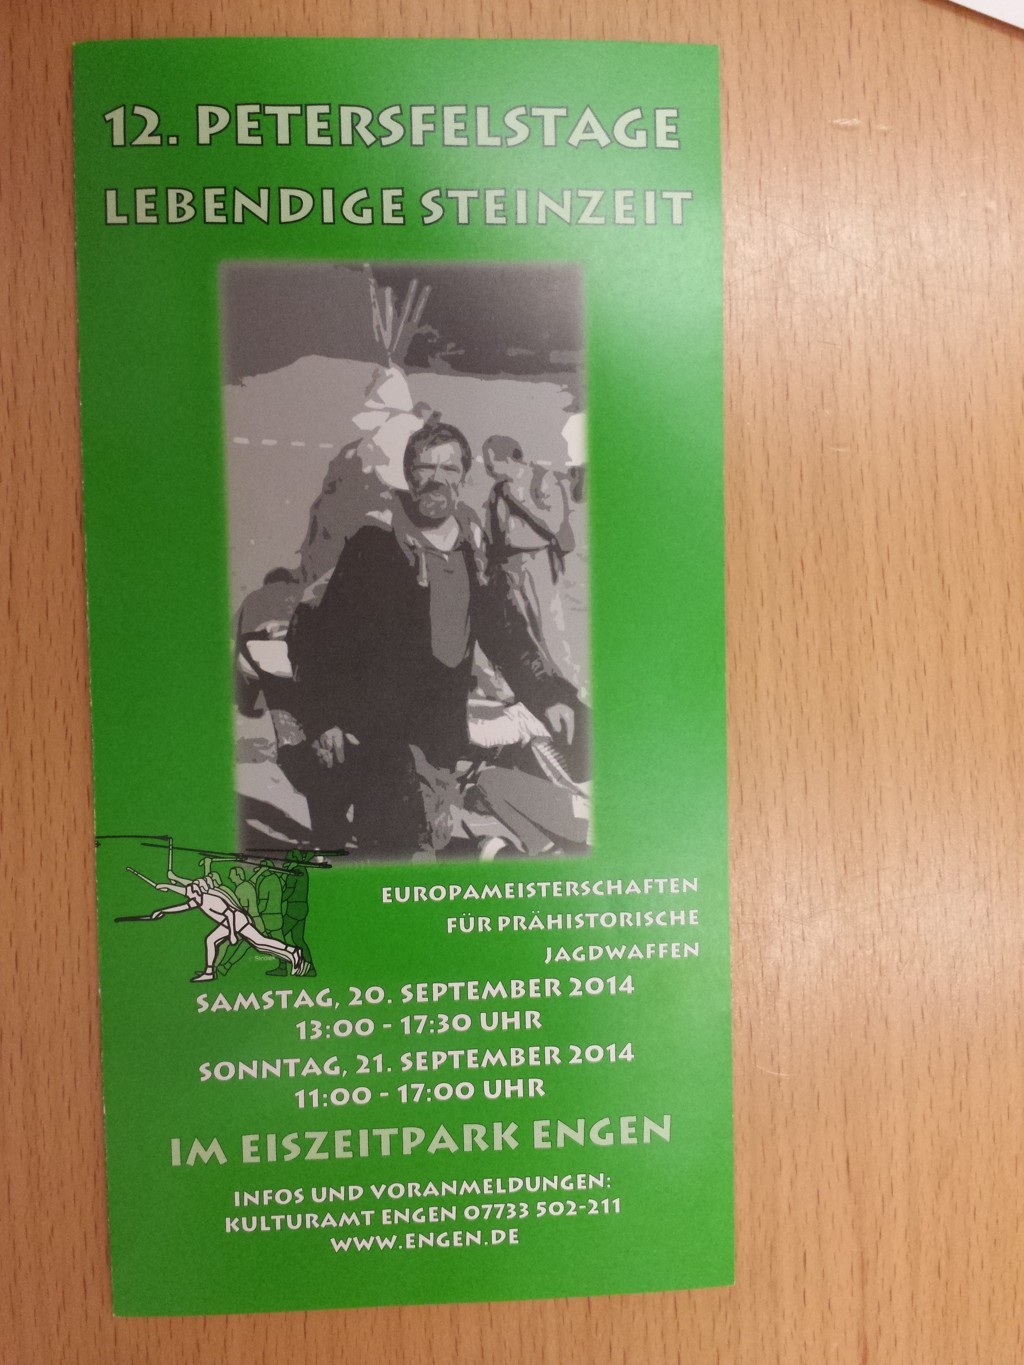 12. PETERSFELSTAGE
LEBENDIGE STEINZEIT
EUROPAMEISTERSCHAFTEN
FÜR PRÄHISTORISCHE
JAGDWAFFEN
SAMSTAG, 20. SEPTEMBER 2014
13:00 - 17:30 UHR
SONNTAG, 21. SEPTEMBER 2014
11:00 - 17:00 UHR
IM EISZEITPARK ENGEN
INFOS UND VORANMELDUNGEN:
KULTURAMT ENGEN 07733 502-211
WWW.ENGEN.DE